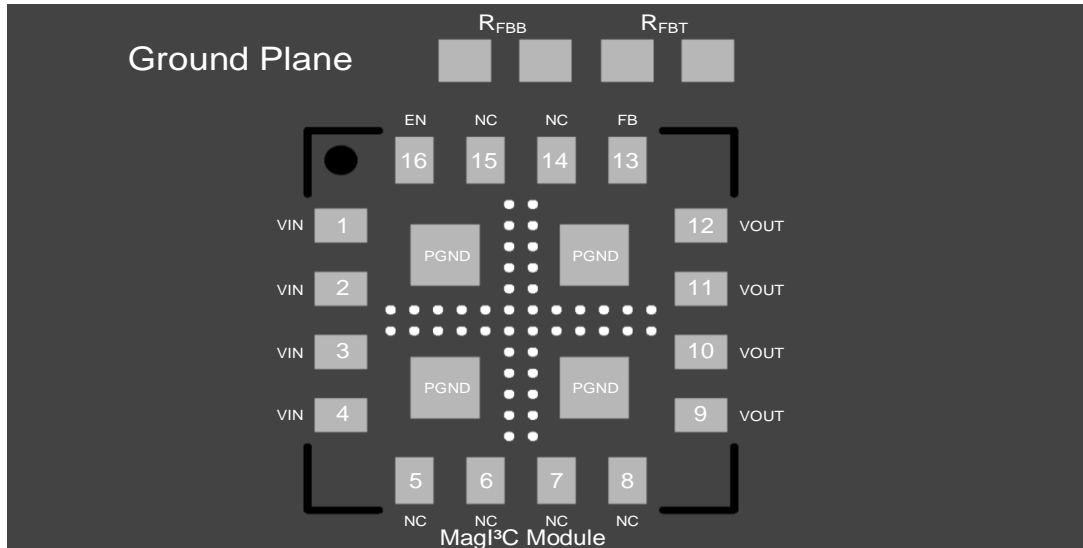 R_FBB R_FBT
Ground Plane
EN NC NC FB
16 15 14 13
VIN 1 12 VOUT
PGND PGND
VIN 2 11 VOUT
VIN 3 10 VOUT
PGND PGND
VIN 4 9 VOUT
5 6 7 8
NC NC NC NC
MagI³C Module